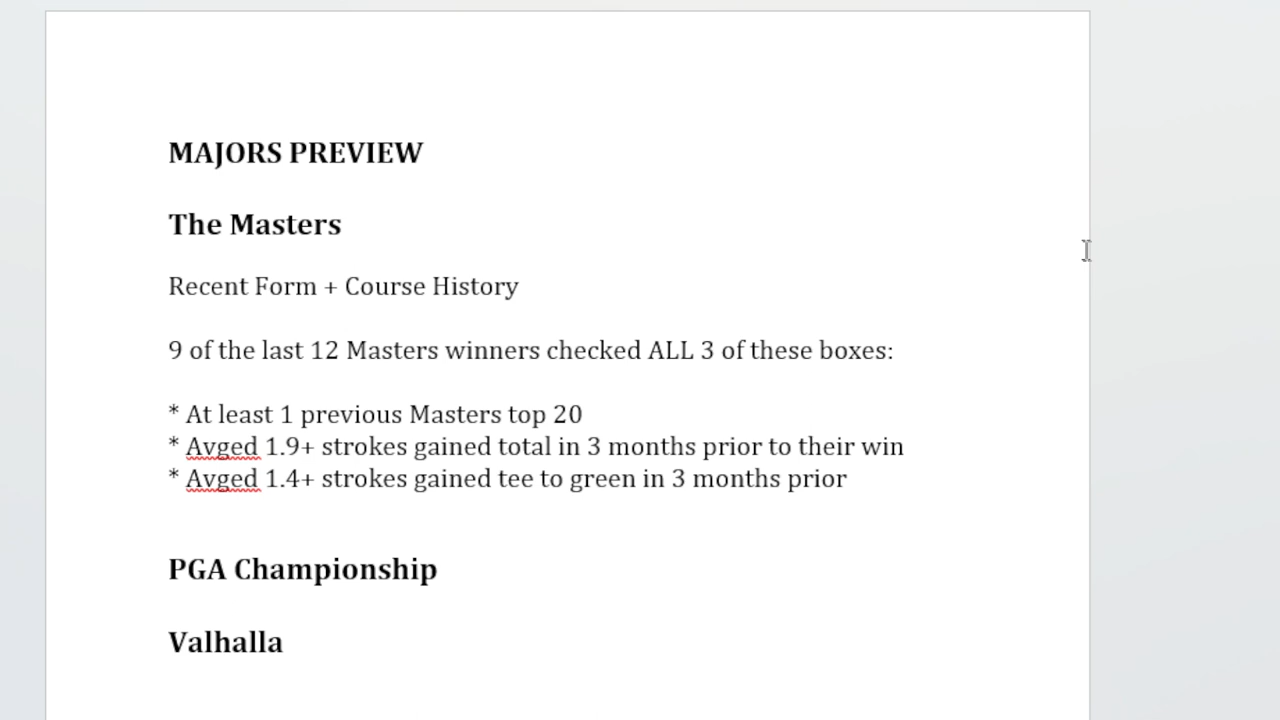 MAJORS PREVIEW
The Masters
Recent Form + Course History
9 of the last 12 Masters winners checked ALL 3 of these boxes:
* At least 1 previous Masters top 20
* Avged 1.9+ strokes gained total in 3 months prior to their win
* Avged 1.4+ strokes gained tee to green in 3 months prior
PGA Championship
Valhalla